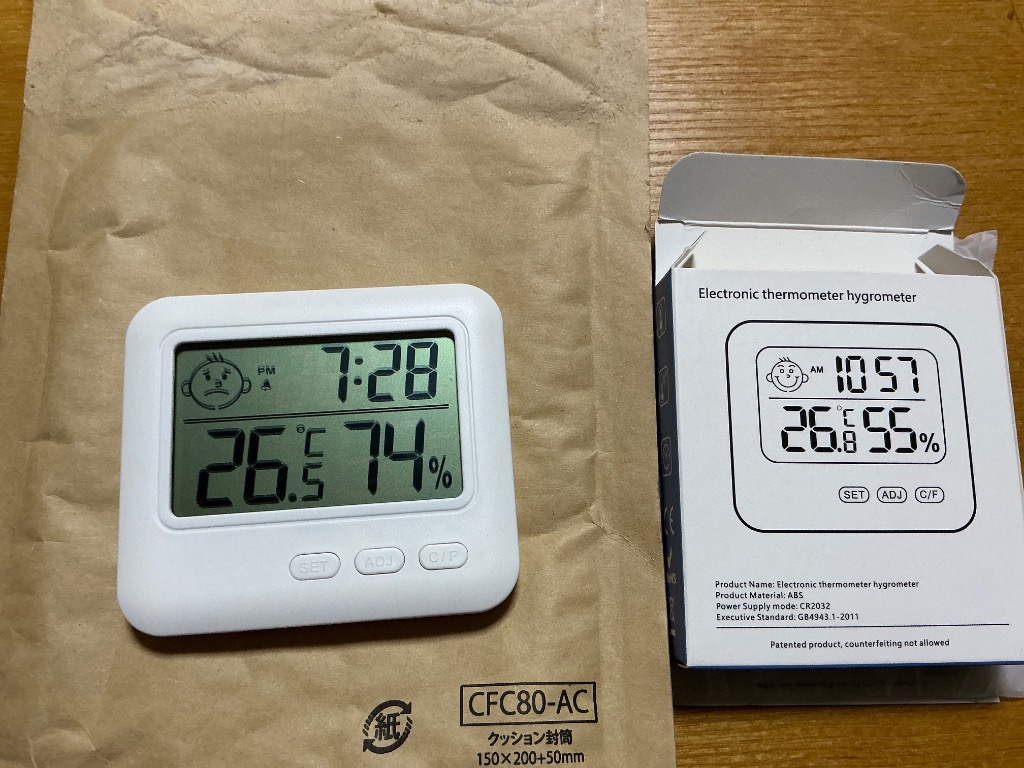 PM
7:28
26.5 ℃ 74%
SET ADJ C/F
紙
CFC80-AC
クッション封筒
150×200+50mm
Electronic thermometer hygrometer
AM 10 57
26.8 ℃ 55%
SET ADJ C/F
Product Name: Electronic thermometer hygrometer
Product Material: ABS
Power Supply mode: CR2032
Executive Standard: GB4943.1-2011
Patented product, counterfeiting not allowed